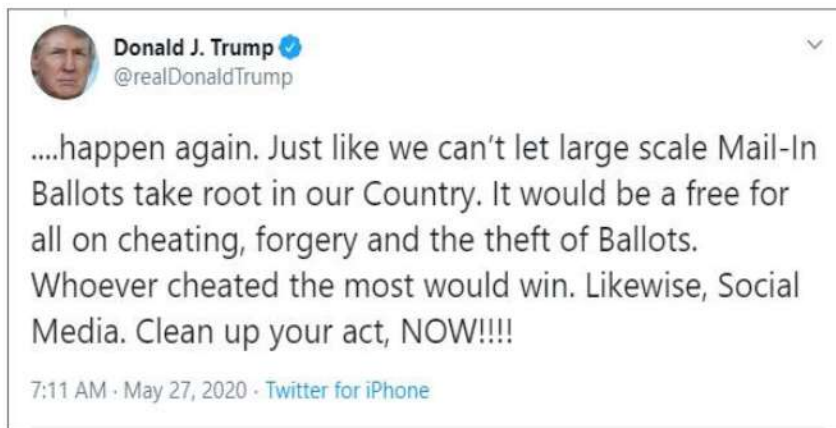 Donald J. Trump
@realDonaldTrump
....happen again. Just like we can't let large scale Mail-In
Ballots take root in our Country. It would be a free for
all on cheating, forgery and the theft of Ballots.
Whoever cheated the most would win. Likewise, Social
Media. Clean up your act, NOW!!!!
7:11 AM · May 27, 2020 · Twitter for iPhone